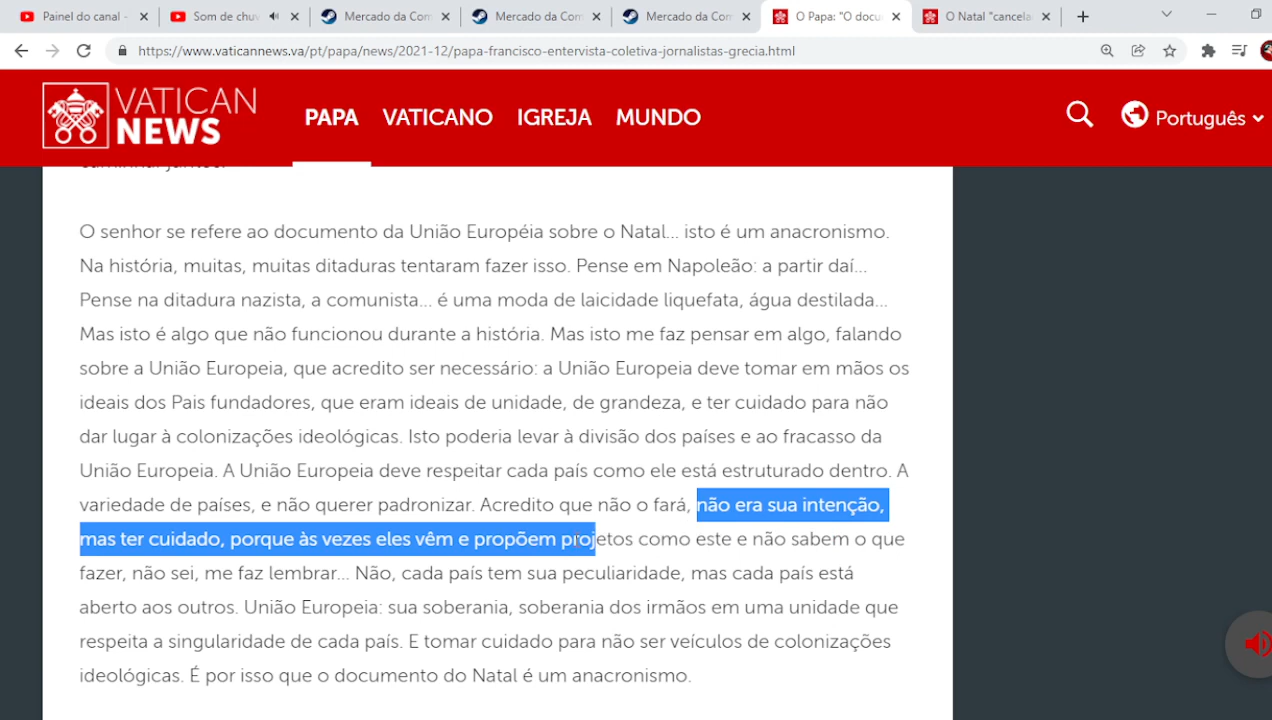 Painel do canal -
Som de chuv
Mercado da Com
Mercado da Com
Mercado da Com
O Papa: "O docu
O Natal "cancela
https://www.vaticannews.va/pt/papa/news/2021-12/papa-francisco-entervista-coletiva-jornalistas-grecia.html
VATICAN
NEWS
PAPA
VATICANO
IGREJA
MUNDO
Português
caminhar juntos.
O senhor se refere ao documento da União Européia sobre o Natal... isto é um anacronismo.
Na história, muitas, muitas ditaduras tentaram fazer isso. Pense em Napoleão: a partir daí...
Pense na ditadura nazista, a comunista... é uma moda de laicidade liquefata, água destilada...
Mas isto é algo que não funcionou durante a história. Mas isto me faz pensar em algo, falando
sobre a União Europeia, que acredito ser necessário: a União Europeia deve tomar em mãos os
ideais dos Pais fundadores, que eram ideais de unidade, de grandeza, e ter cuidado para não
dar lugar à colonizações ideológicas. Isto poderia levar à divisão dos países e ao fracasso da
União Europeia. A União Europeia deve respeitar cada país como ele está estruturado dentro. A
variedade de países, e não querer padronizar. Acredito que não o fará, não era sua intenção,
mas ter cuidado, porque às vezes eles vêm e propõem projetos como este e não sabem o que
fazer, não sei, me faz lembrar... Não, cada país tem sua peculiaridade, mas cada país está
aberto aos outros. União Europeia: sua soberania, soberania dos irmãos em uma unidade que
respeita a singularidade de cada país. E tomar cuidado para não ser veículos de colonizações
ideológicas. É por isso que o documento do Natal é um anacronismo.